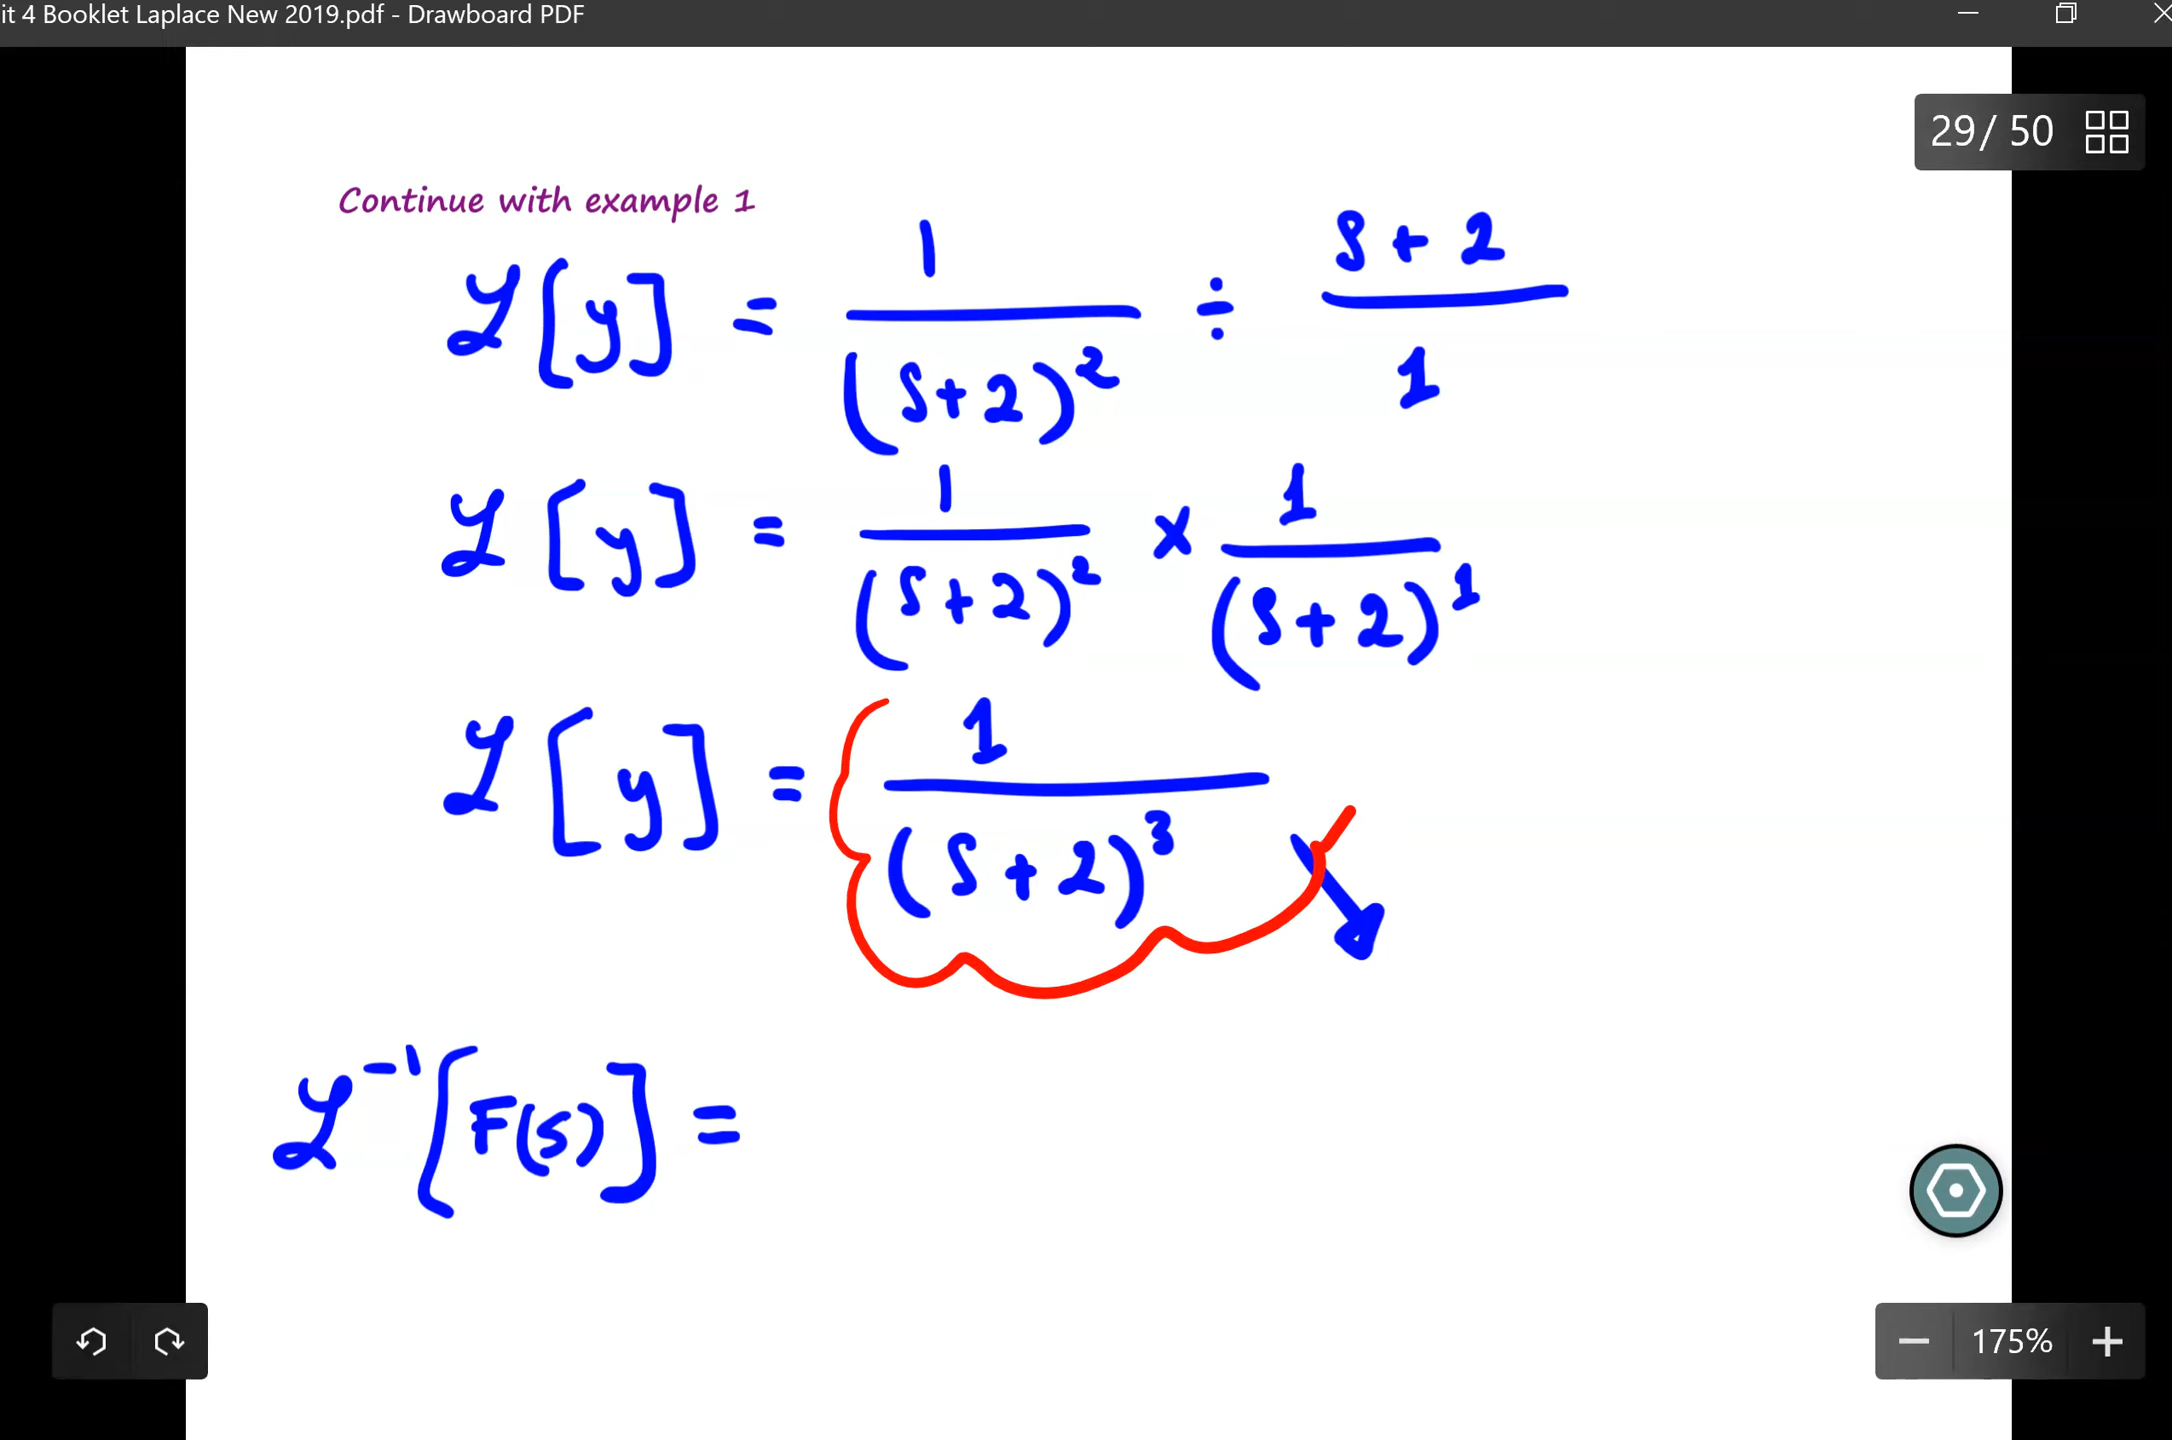 it 4 Booklet Laplace New 2019.pdf - Drawboard PDF
29/ 50
Continue with example 1
ℒ[y] = 1/(s+2)² ÷ s+2/1
ℒ[y] = 1/(s+2)² × 1/(s+2)¹
ℒ[y] = 1/(s+2)³
ℒ⁻¹[F(s)] =
175%